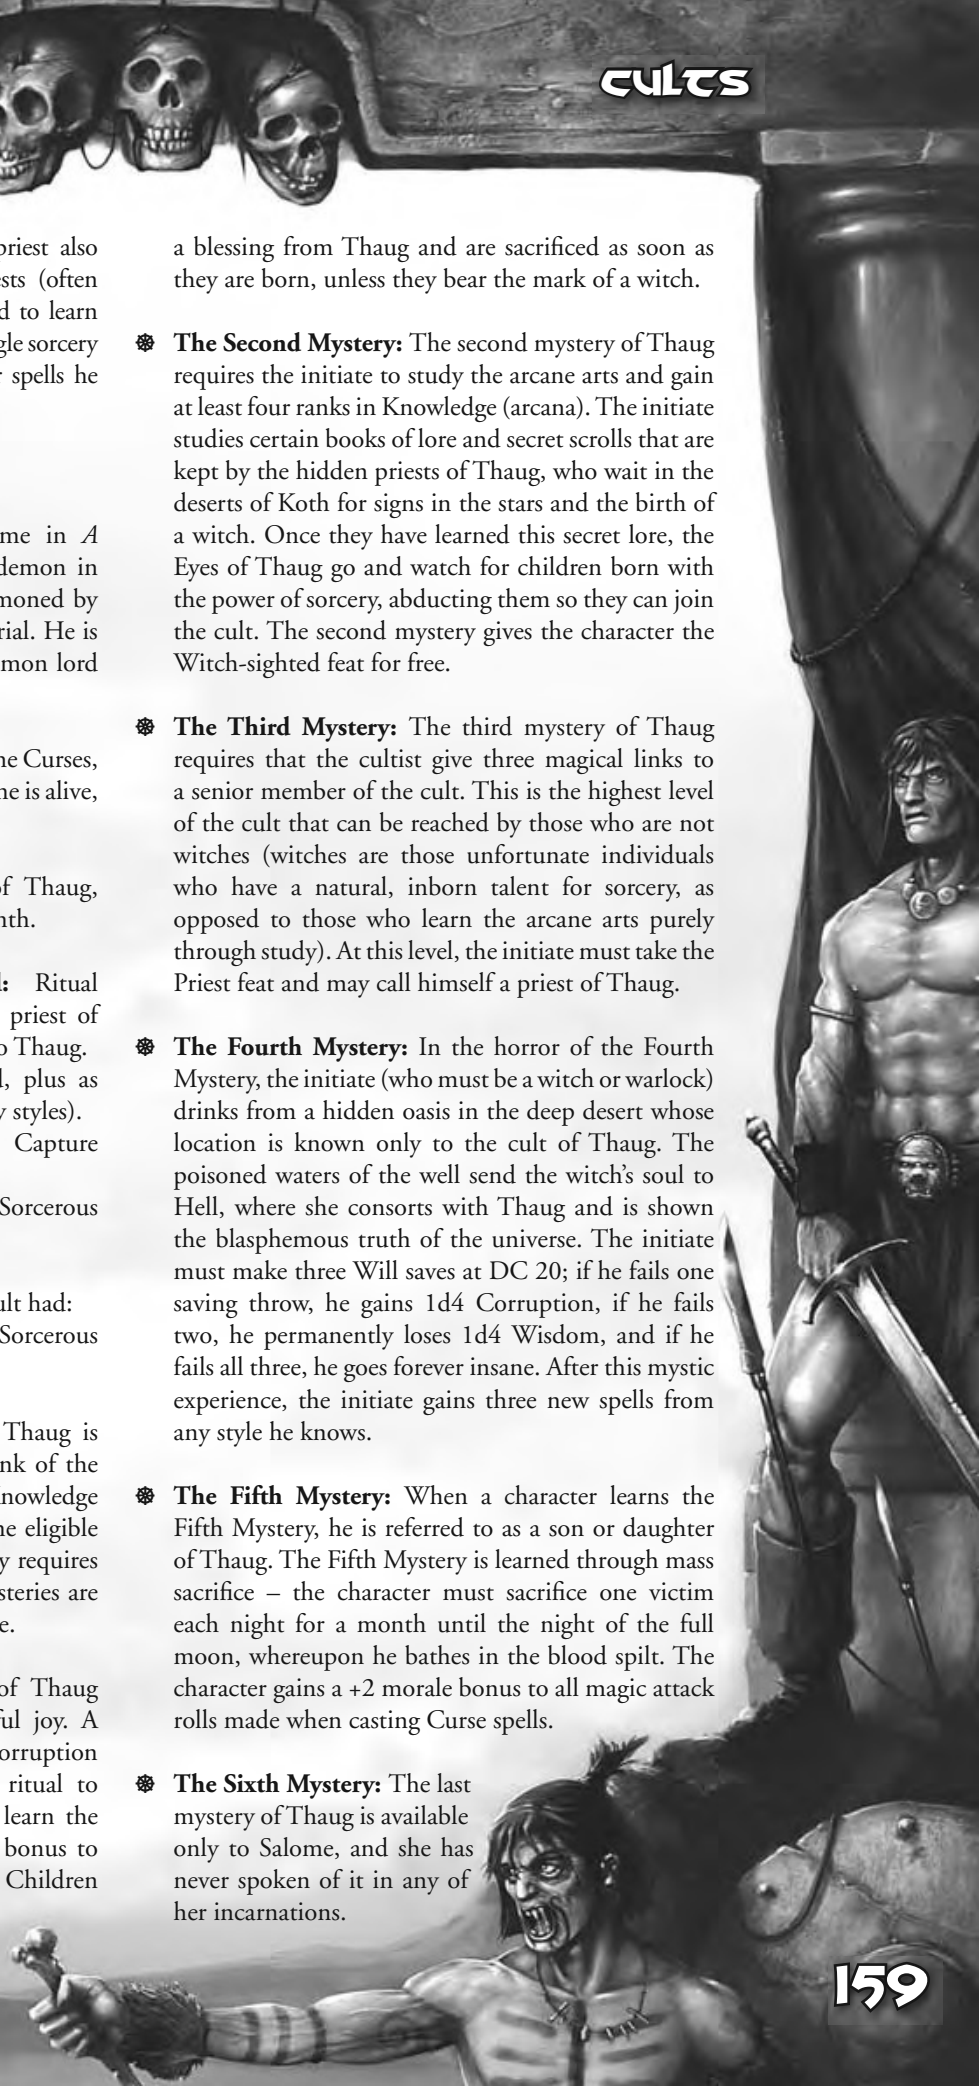 CULTS
priest also
sts (often
d to learn
gle sorcery
spells he
me in A
demon in
moned by
rial. He is
mon lord
he Curses,
he is alive,
of Thaug,
nth.
: Ritual
priest of
o Thaug.
, plus as
y styles).
Capture
Sorcerous
ult had:
Sorcerous
Thaug is
nk of the
nowledge
ne eligible
y requires
steries are
e.
of Thaug
ful joy. A
orruption
ritual to
learn the
bonus to
Children
a blessing from Thaug and are sacrificed as soon as
they are born, unless they bear the mark of a witch.
The Second Mystery: The second mystery of Thaug
requires the initiate to study the arcane arts and gain
at least four ranks in Knowledge (arcana). The initiate
studies certain books of lore and secret scrolls that are
kept by the hidden priests of Thaug, who wait in the
deserts of Koth for signs in the stars and the birth of
a witch. Once they have learned this secret lore, the
Eyes of Thaug go and watch for children born with
the power of sorcery, abducting them so they can join
the cult. The second mystery gives the character the
Witch-sighted feat for free.
The Third Mystery: The third mystery of Thaug
requires that the cultist give three magical links to
a senior member of the cult. This is the highest level
of the cult that can be reached by those who are not
witches (witches are those unfortunate individuals
who have a natural, inborn talent for sorcery, as
opposed to those who learn the arcane arts purely
through study). At this level, the initiate must take the
Priest feat and may call himself a priest of Thaug.
The Fourth Mystery: In the horror of the Fourth
Mystery, the initiate (who must be a witch or warlock)
drinks from a hidden oasis in the deep desert whose
location is known only to the cult of Thaug. The
poisoned waters of the well send the witch’s soul to
Hell, where she consorts with Thaug and is shown
the blasphemous truth of the universe. The initiate
must make three Will saves at DC 20; if he fails one
saving throw, he gains 1d4 Corruption, if he fails
two, he permanently loses 1d4 Wisdom, and if he
fails all three, he goes forever insane. After this mystic
experience, the initiate gains three new spells from
any style he knows.
The Fifth Mystery: When a character learns the
Fifth Mystery, he is referred to as a son or daughter
of Thaug. The Fifth Mystery is learned through mass
sacrifice – the character must sacrifice one victim
each night for a month until the night of the full
moon, whereupon he bathes in the blood spilt. The
character gains a +2 morale bonus to all magic attack
rolls made when casting Curse spells.
The Sixth Mystery: The last
mystery of Thaug is available
only to Salome, and she has
never spoken of it in any of
her incarnations.
159